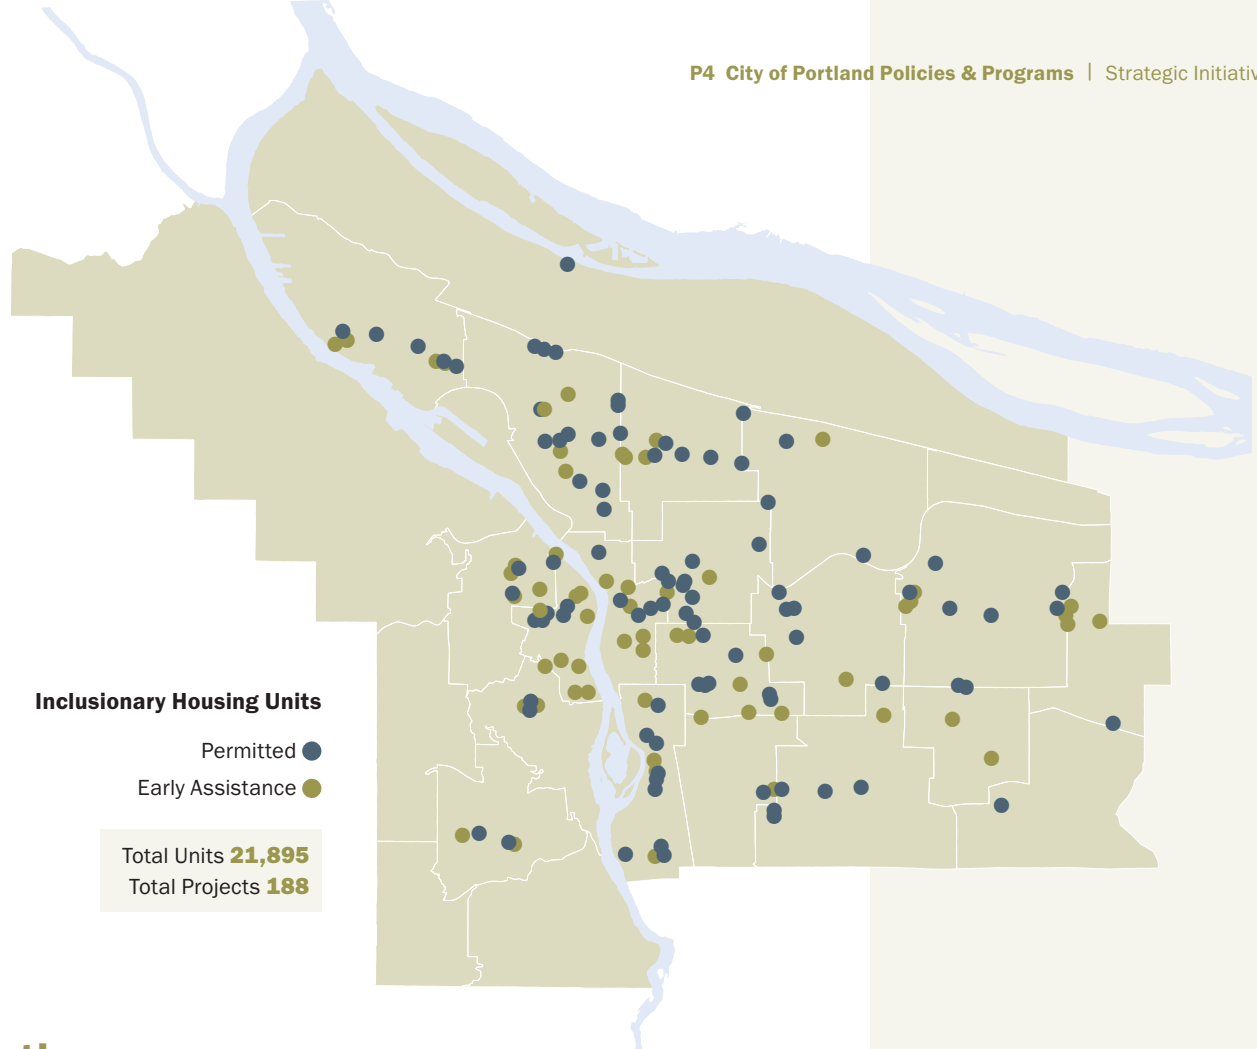 P4 City of Portland Policies & Programs | Strategic Initiativ
Inclusionary Housing Units
Permitted
Early Assistance
Total Units 21,895
Total Projects 188